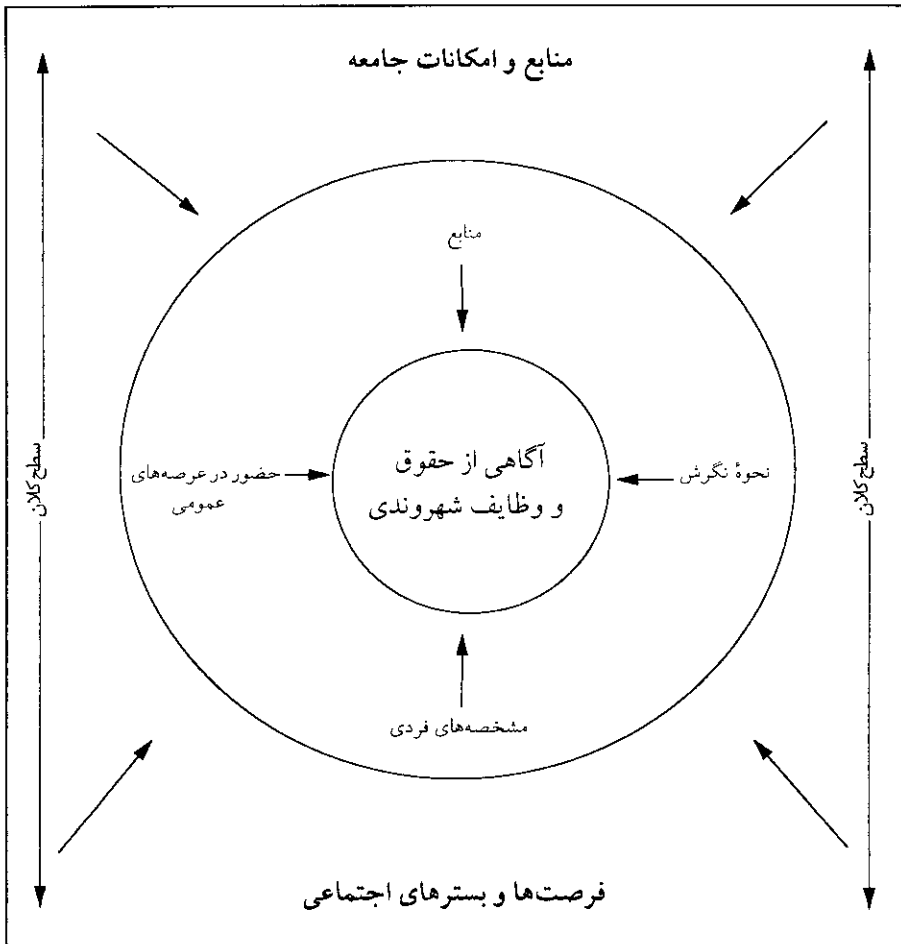 منابع و امکانات جامعه
منابع
سطح کلان
آگاهی از حقوق
و وظایف شهروندی
نحوهٔ نگرش
حضور در عرصه‌های
عمومی
سطح کلان
مشخصه‌های فردی
فرصت‌ها و بسترهای اجتماعی